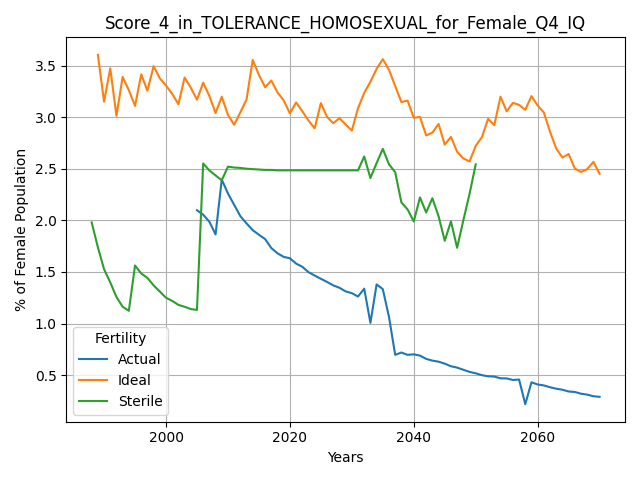 Score_4_in_TOLERANCE_HOMOSEXUAL_for_Female_Q4_IQ
% of Female Population
3.5
3.0
2.5
2.0
1.5
1.0
0.5
Fertility
Actual
Ideal
Sterile
2000 2020 2040 2060
Years